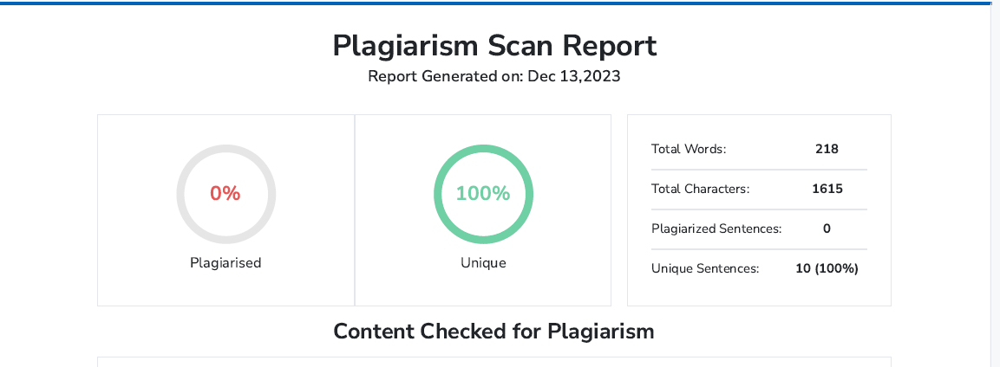 Plagiarism Scan Report
Report Generated on: Dec 13,2023
0%
Plagiarised
100%
Unique
Total Words: 218
Total Characters: 1615
Plagiarized Sentences: 0
Unique Sentences: 10 (100%)
Content Checked for Plagiarism